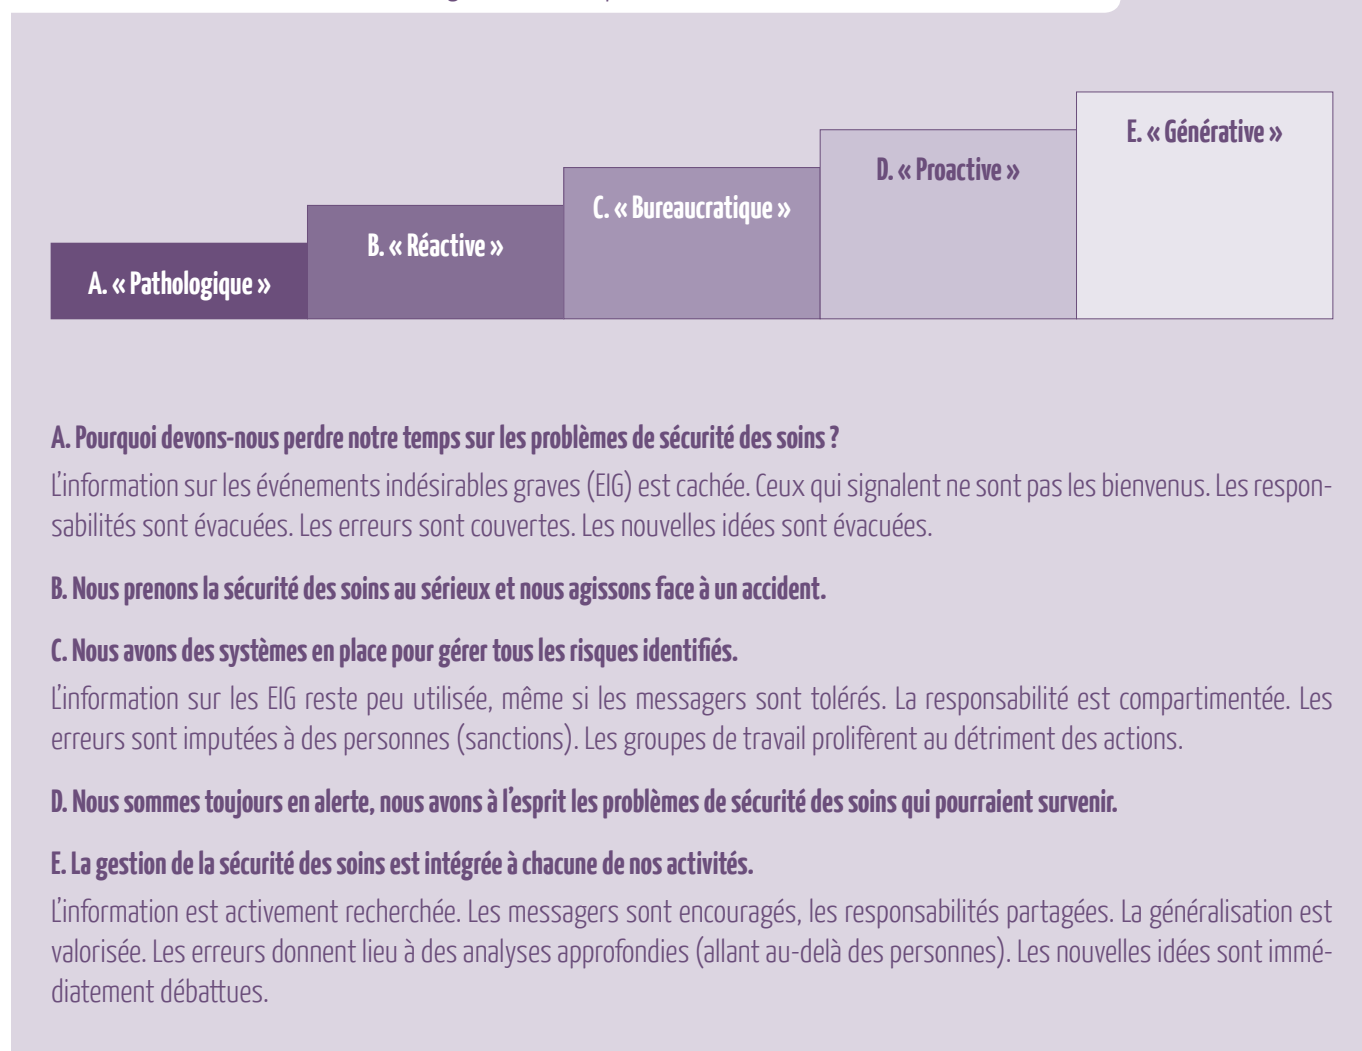 E. « Générative »
D. « Proactive »
C. « Bureaucratique »
B. « Réactive »
A. « Pathologique »
A. Pourquoi devons-nous perdre notre temps sur les problèmes de sécurité des soins ?
L’information sur les événements indésirables graves (EIG) est cachée. Ceux qui signalent ne sont pas les bienvenus. Les respon-
sabilités sont évacuées. Les erreurs sont couvertes. Les nouvelles idées sont évacuées.
B. Nous prenons la sécurité des soins au sérieux et nous agissons face à un accident.
C. Nous avons des systèmes en place pour gérer tous les risques identifiés.
L’information sur les EIG reste peu utilisée, même si les messagers sont tolérés. La responsabilité est compartimentée. Les
erreurs sont imputées à des personnes (sanctions). Les groupes de travail prolifèrent au détriment des actions.
D. Nous sommes toujours en alerte, nous avons à l’esprit les problèmes de sécurité des soins qui pourraient survenir.
E. La gestion de la sécurité des soins est intégrée à chacune de nos activités.
L’information est activement recherchée. Les messagers sont encouragés, les responsabilités partagées. La généralisation est
valorisée. Les erreurs donnent lieu à des analyses approfondies (allant au-delà des personnes). Les nouvelles idées sont immé-
diatement débattues.